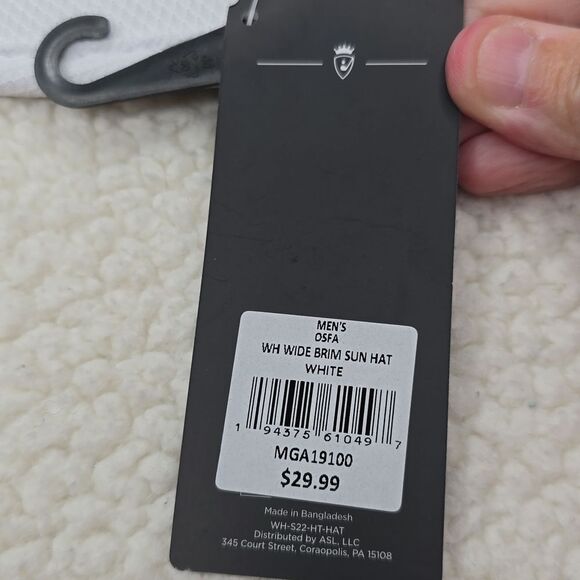 MEN'S
OSFA
WH WIDE BRIM SUN HAT
WHITE
1 94375 61049 7
MGA19100
$29.99
Made in Bangladesh
WH-S22-HT-HAT
Distributed by ASL, LLC
345 Court Street, Coraopolis, PA 15108